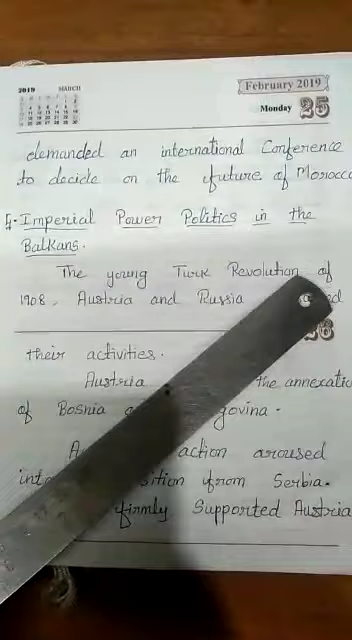 2019 MARCH
February 2019
Monday 25
demanded an international Conference
to decide on the future of Morocco
Imperial Power Politics in the
Balkans.
The young Turk Revolution of
1908. Austria and Russia
their activities.
Austria the annexatio
of Bosnia govina.
action aroused
sition from Serbia.
firmly Supported Austria